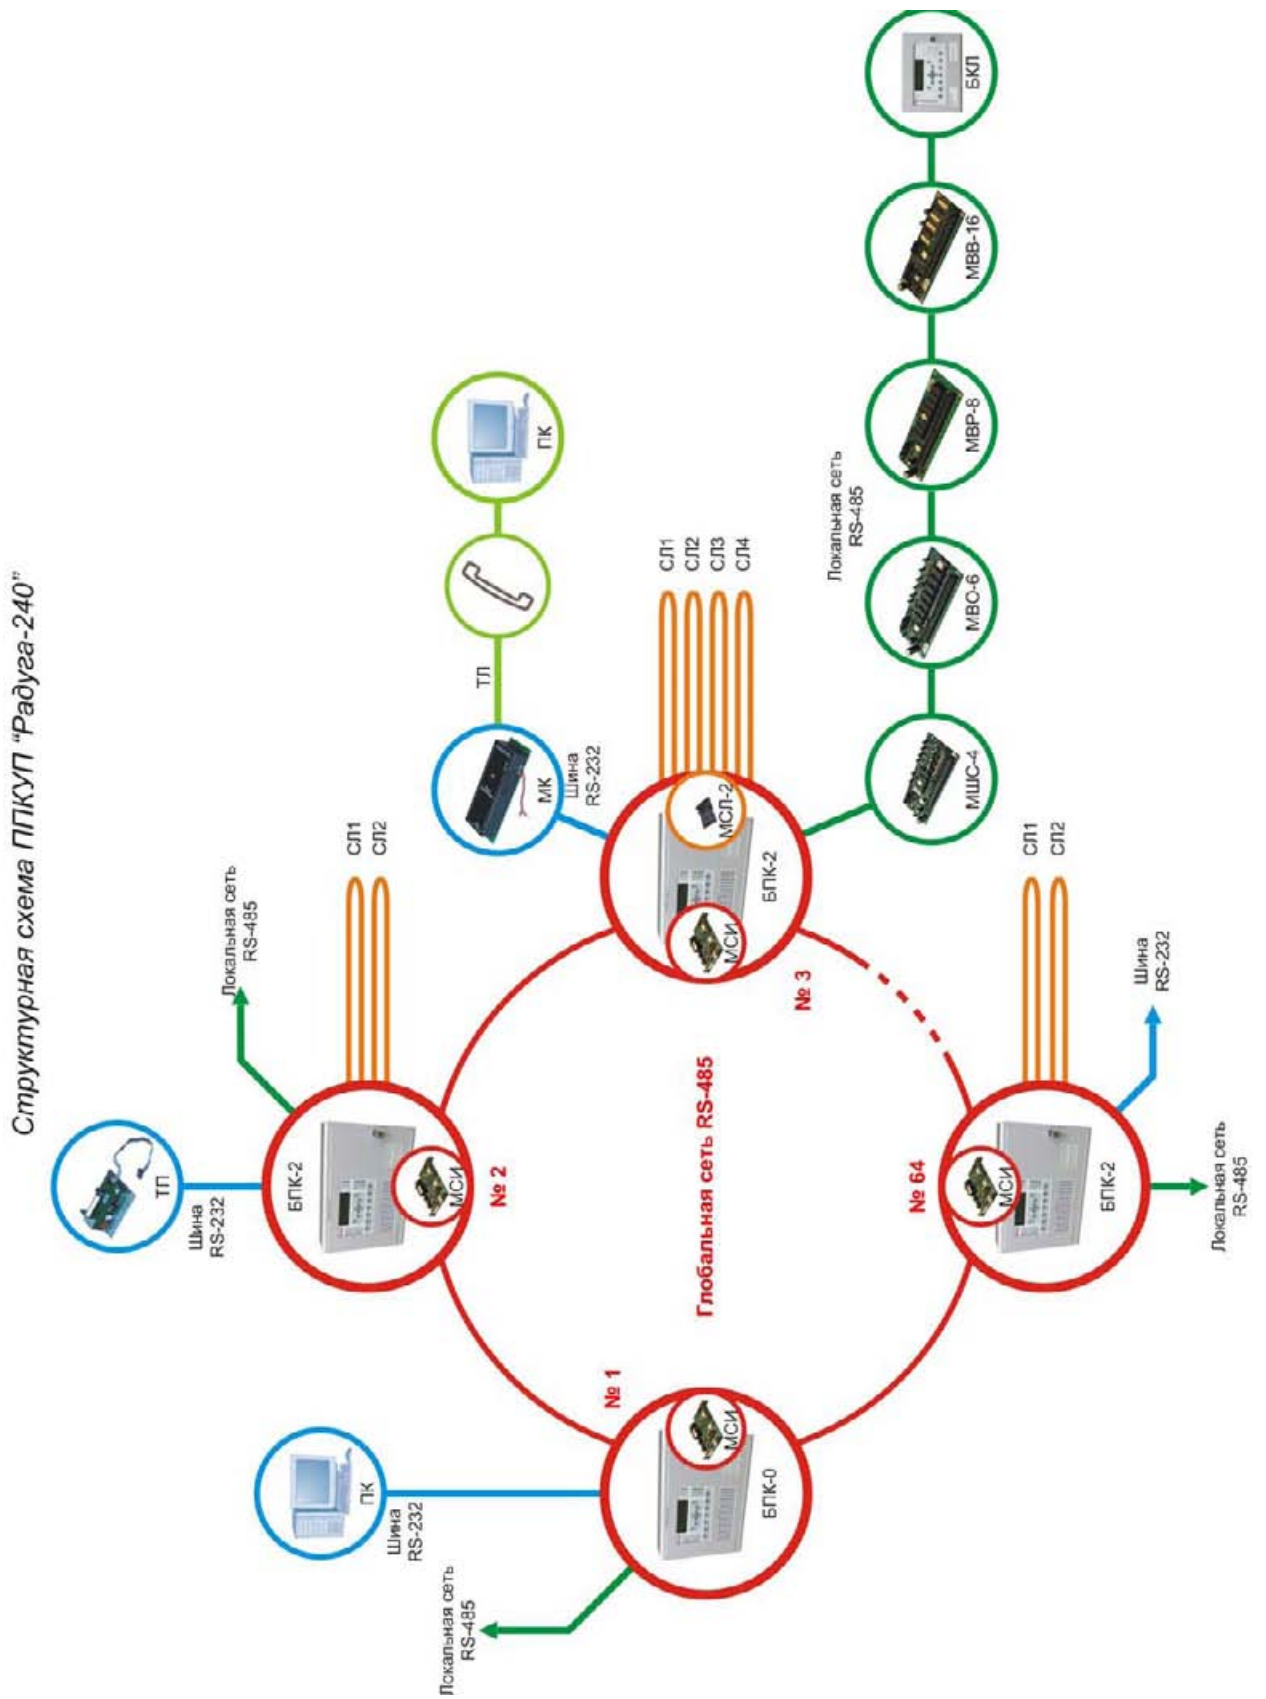 Структурная схема ППКУП "Радуга-240"
ПК
Шина
RS-232
Локальная сеть
RS-485
№ 1
МСИ
БПК-0
ТП
Шина
RS-232
БПК-2
МСИ
№ 2
Локальная сеть
RS-485
СЛ1
СЛ2
Глобальная сеть RS-485
МК
Шина
RS-232
ТЛ
ПК
№ 3
МСИ
МСЛ-2
БПК-2
СЛ1
СЛ2
СЛ3
СЛ4
Локальная сеть
RS-485
МШС-4
МВО-6
МВР-8
МВВ-16
БКЛ
№ 64
МСИ
БПК-2
СЛ1
СЛ2
Шина
RS-232
Локальная сеть
RS-485